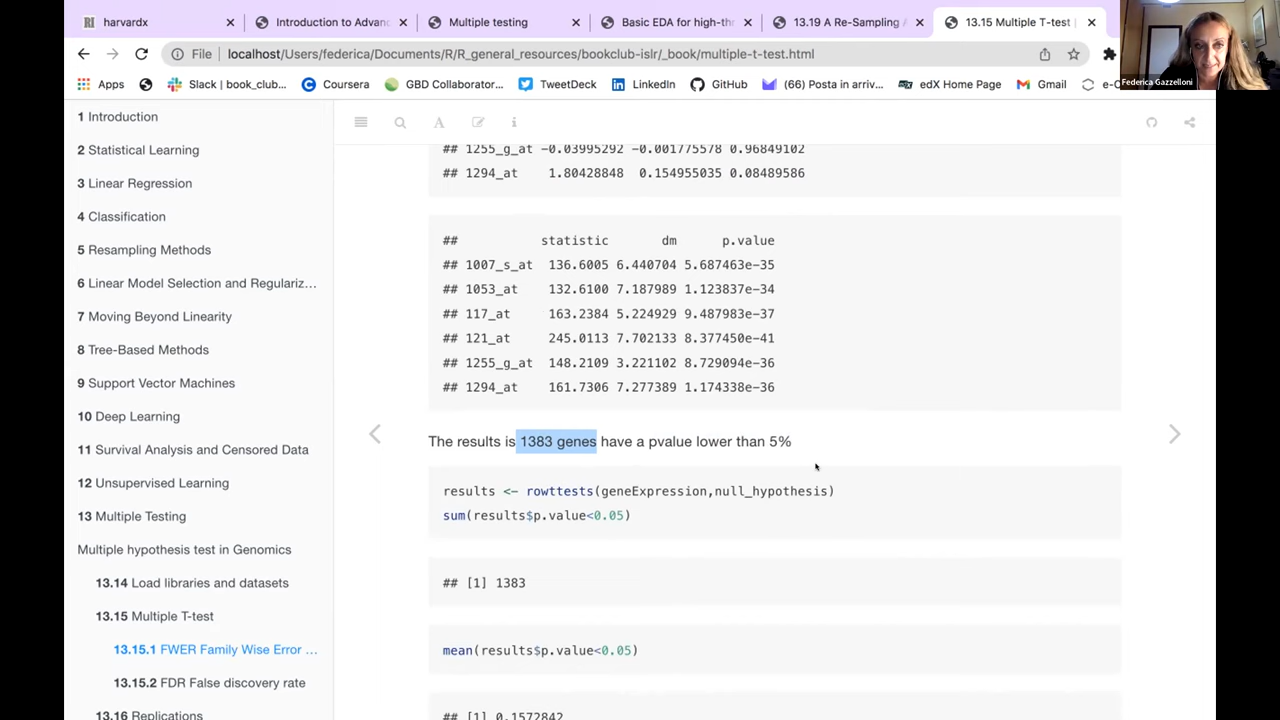 harvardx
Introduction to Advan
Multiple testing
Basic EDA for high-thr
13.19 A Re-Sampling A
13.15 Multiple T-test |
File
localhost/Users/federica/Documents/R/R_general_resources/bookclub-islr/_book/multiple-t-test.html
Federica Gazzelloni
Apps
Slack | book_club...
Coursera
GBD Collaborator...
TweetDeck
LinkedIn
GitHub
(66) Posta in arriv...
edX Home Page
Gmail
1 Introduction
2 Statistical Learning
3 Linear Regression
4 Classification
5 Resampling Methods
6 Linear Model Selection and Regulariz...
7 Moving Beyond Linearity
8 Tree-Based Methods
9 Support Vector Machines
10 Deep Learning
11 Survival Analysis and Censored Data
12 Unsupervised Learning
13 Multiple Testing
Multiple hypothesis test in Genomics
13.14 Load libraries and datasets
13.15 Multiple T-test
13.15.1 FWER Family Wise Error ...
13.15.2 FDR False discovery rate
13.16 Replications
## 1255_g_at -0.03995292 -0.001775578 0.96849102
## 1294_at 1.80428848 0.154955035 0.08489586
## statistic dm p.value
## 1007_s_at 136.6005 6.440704 5.687463e-35
## 1053_at 132.6100 7.187989 1.123837e-34
## 117_at 163.2384 5.224929 9.487983e-37
## 121_at 245.0113 7.702133 8.377450e-41
## 1255_g_at 148.2109 3.221102 8.729094e-36
## 1294_at 161.7306 7.277389 1.174338e-36
The results is 1383 genes have a pvalue lower than 5%
results <- rowttests(geneExpression,null_hypothesis)
sum(results$p.value<0.05)
## [1] 1383
mean(results$p.value<0.05)
## [1] 0.1572842